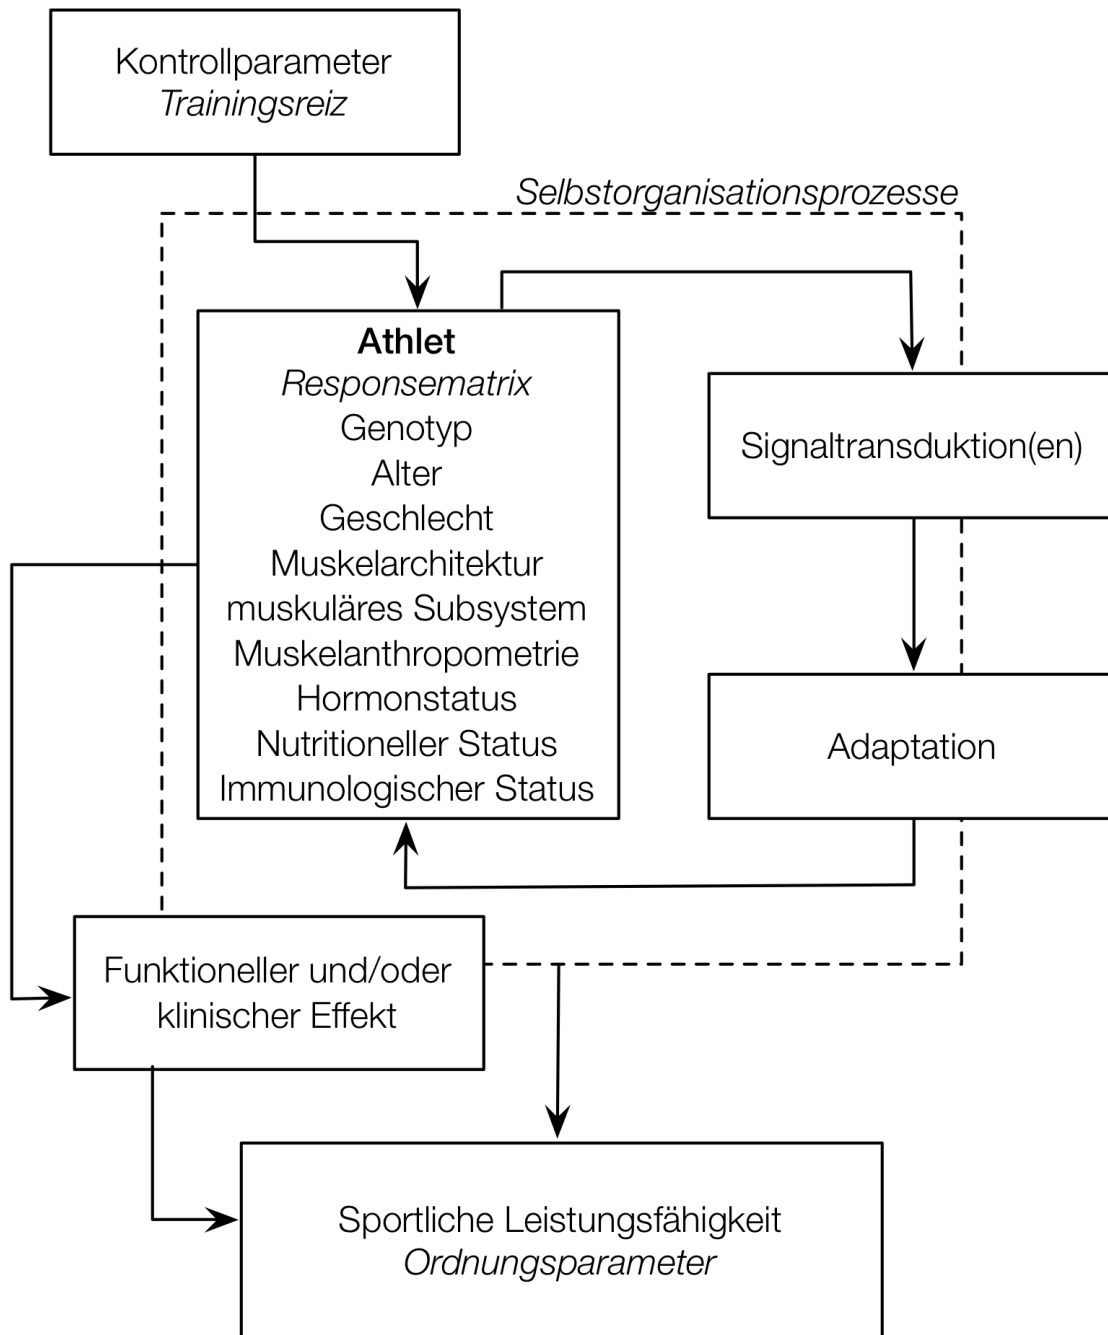 Kontrollparameter
Trainingsreiz
Selbstorganisationsprozesse
Athlet
Responsematrix
Genotyp
Alter
Geschlecht
Muskelarchitektur
muskuläres Subsystem
Muskelanthropometrie
Hormonstatus
Nutritioneller Status
Immunologischer Status
Signaltransduktion(en)
Adaptation
Funktioneller und/oder
klinischer Effekt
Sportliche Leistungsfähigkeit
Ordnungsparameter